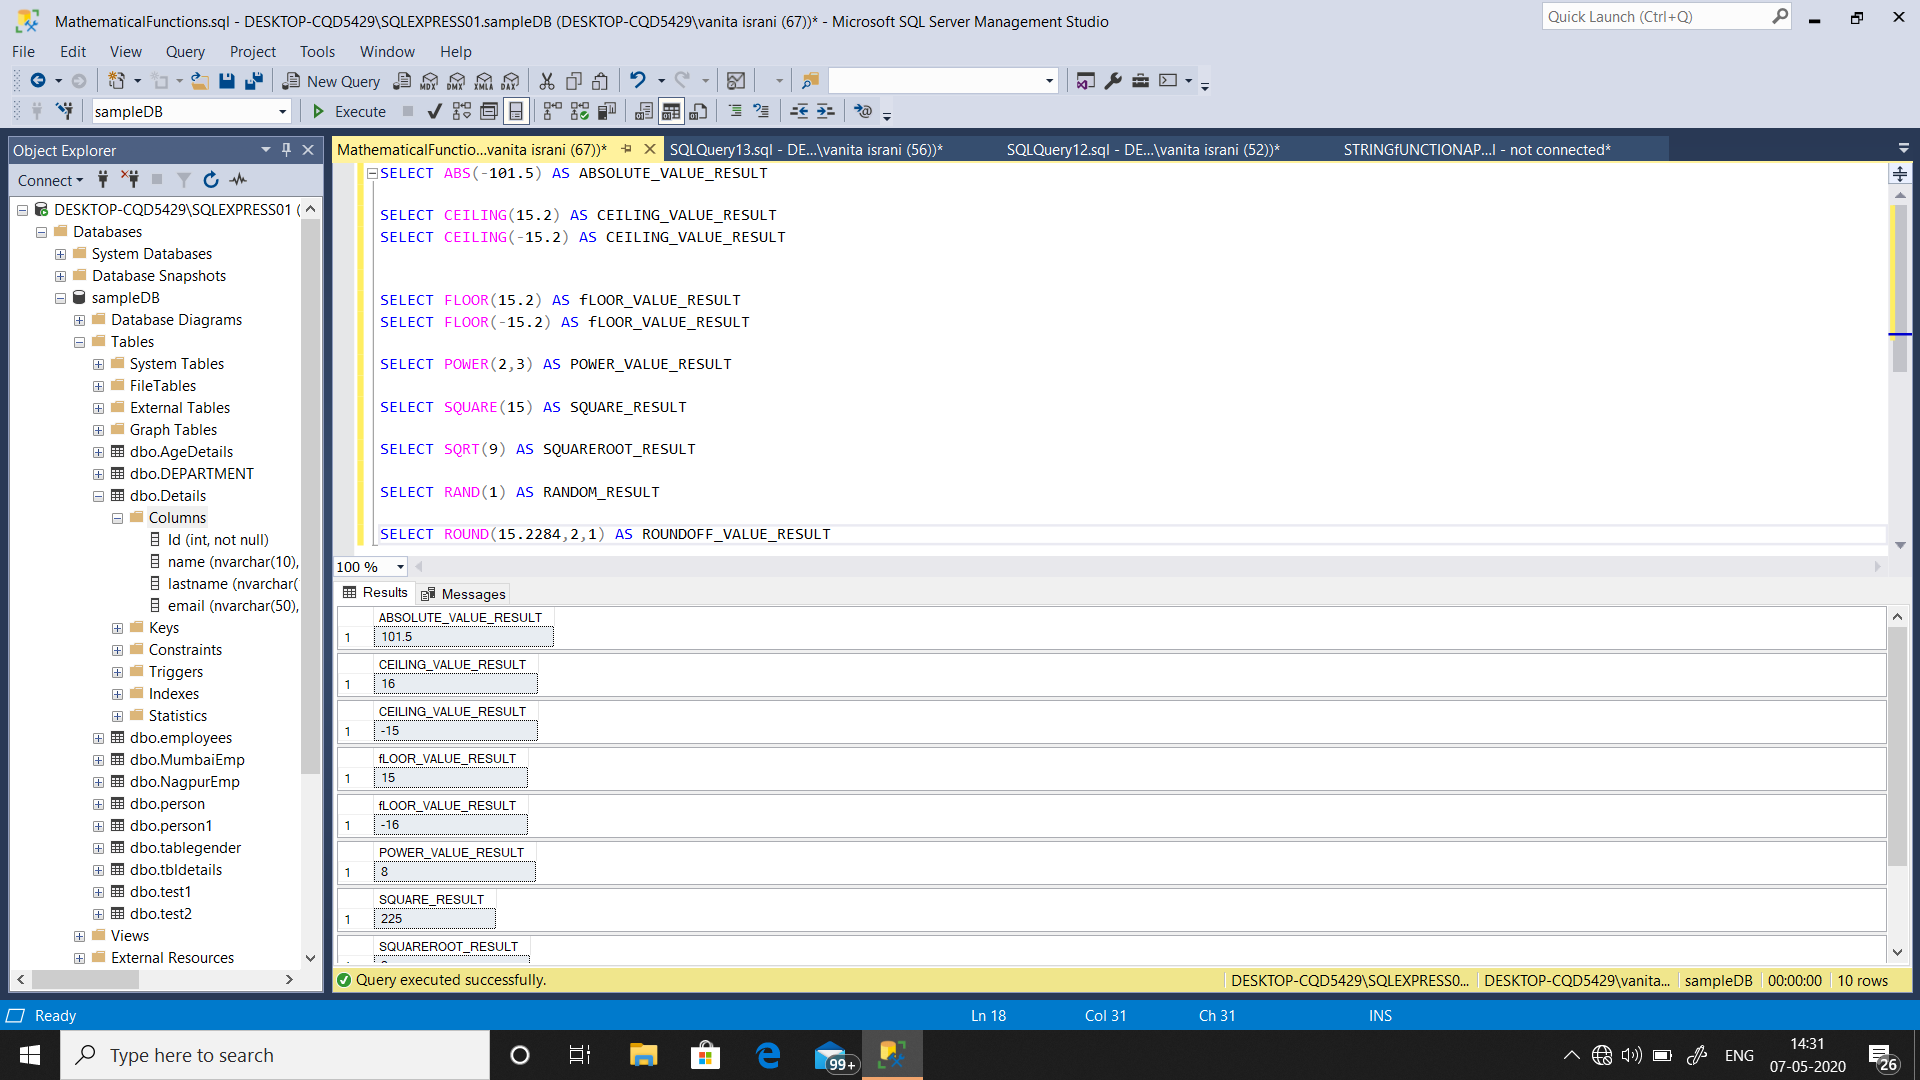 MathematicalFunctions.sql - DESKTOP-CQD5429\SQLEXPRESS01.sampleDB (DESKTOP-CQD5429\vanita israni (67))* - Microsoft SQL Server Management Studio
Quick Launch (Ctrl+Q)
File Edit View Query Project Tools Window Help
New Query MDX DMX XMLA DAX
sampleDB Execute
Object Explorer
MathematicalFunctio...vanita israni (67))* SQLQuery13.sql - DE...\vanita israni (56))* SQLQuery12.sql - DE...\vanita israni (52))* STRINGfUNCTIONAP...l - not connected*
Connect
DESKTOP-CQD5429\SQLEXPRESS01 (
Databases
System Databases
Database Snapshots
sampleDB
Database Diagrams
Tables
System Tables
FileTables
External Tables
Graph Tables
dbo.AgeDetails
dbo.DEPARTMENT
dbo.Details
Columns
Id (int, not null)
name (nvarchar(10),
lastname (nvarchar(
email (nvarchar(50),
Keys
Constraints
Triggers
Indexes
Statistics
dbo.employees
dbo.MumbaiEmp
dbo.NagpurEmp
dbo.person
dbo.person1
dbo.tablegender
dbo.tbldetails
dbo.test1
dbo.test2
Views
External Resources
SELECT ABS(-101.5) AS ABSOLUTE_VALUE_RESULT
SELECT CEILING(15.2) AS CEILING_VALUE_RESULT
SELECT CEILING(-15.2) AS CEILING_VALUE_RESULT
SELECT FLOOR(15.2) AS fLOOR_VALUE_RESULT
SELECT FLOOR(-15.2) AS fLOOR_VALUE_RESULT
SELECT POWER(2,3) AS POWER_VALUE_RESULT
SELECT SQUARE(15) AS SQUARE_RESULT
SELECT SQRT(9) AS SQUAREROOT_RESULT
SELECT RAND(1) AS RANDOM_RESULT
SELECT ROUND(15.2284,2,1) AS ROUNDOFF_VALUE_RESULT
100 %
Results Messages
ABSOLUTE_VALUE_RESULT
1 101.5
CEILING_VALUE_RESULT
1 16
CEILING_VALUE_RESULT
1 -15
fLOOR_VALUE_RESULT
1 15
fLOOR_VALUE_RESULT
1 -16
POWER_VALUE_RESULT
1 8
SQUARE_RESULT
1 225
SQUAREROOT_RESULT
Query executed successfully. DESKTOP-CQD5429\SQLEXPRESS0... DESKTOP-CQD5429\vanita... sampleDB 00:00:00 10 rows
Ready Ln 18 Col 31 Ch 31 INS
Type here to search 99+ ENG 14:31
07-05-2020 26